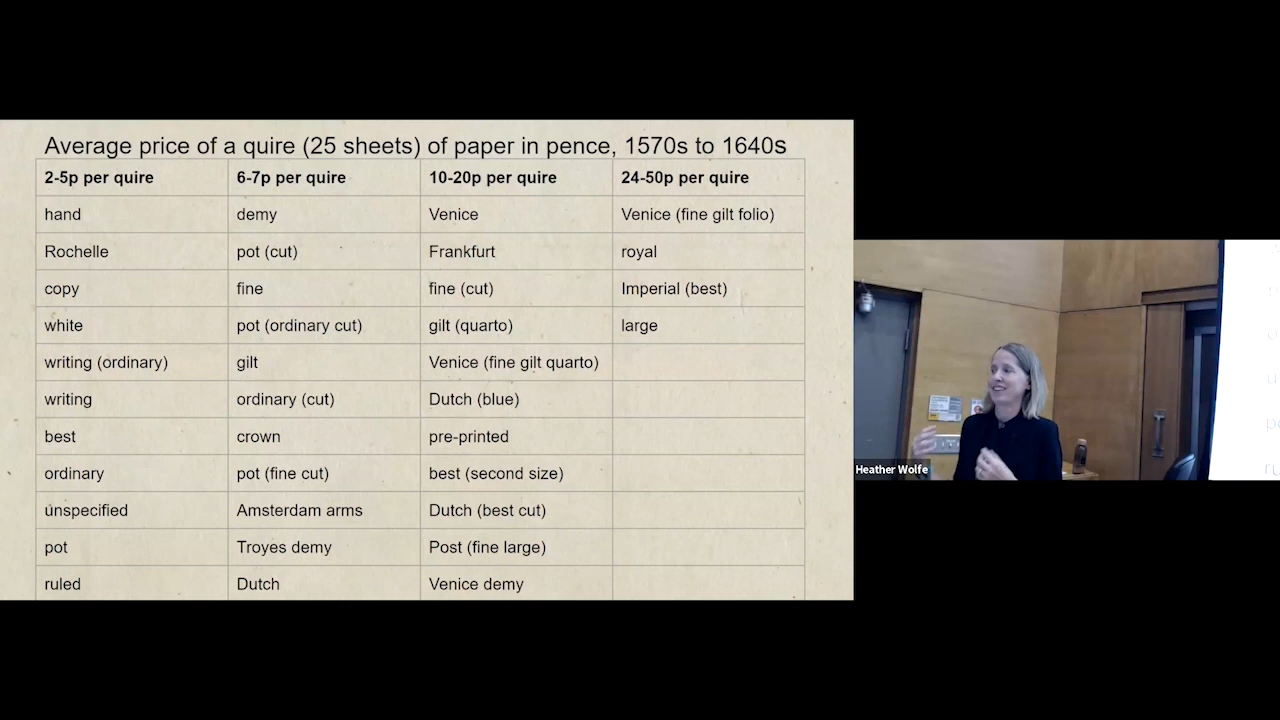 Average price of a quire (25 sheets) of paper in pence, 1570s to 1640s
2-5p per quire 6-7p per quire 10-20p per quire 24-50p per quire
hand demy Venice Venice (fine gilt folio)
Rochelle pot (cut) Frankfurt royal
copy fine fine (cut) Imperial (best)
white pot (ordinary cut) gilt (quarto) large
writing (ordinary) gilt Venice (fine gilt quarto)
writing ordinary (cut) Dutch (blue)
best crown pre-printed
ordinary pot (fine cut) best (second size)
unspecified Amsterdam arms Dutch (best cut)
pot Troyes demy Post (fine large)
ruled Dutch Venice demy
Heather Wolfe